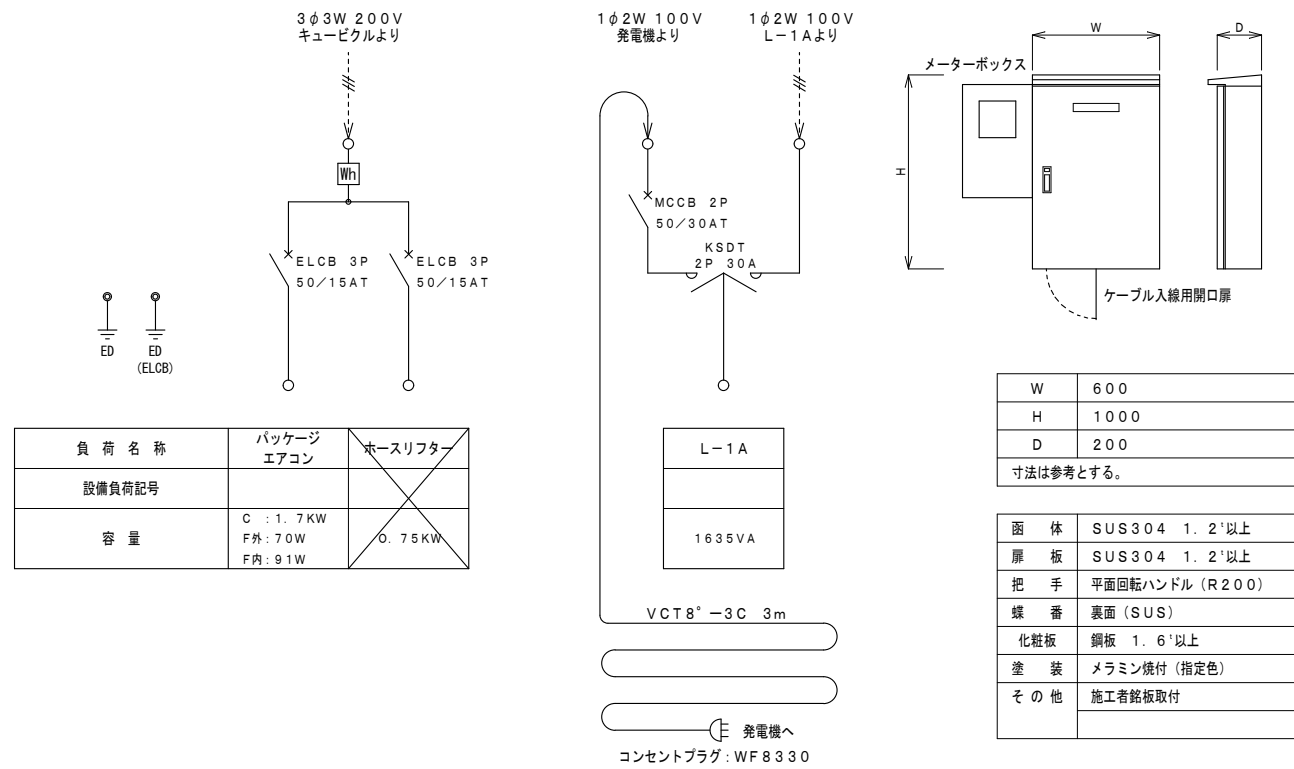 3φ3W 200V
キュービクルより
1φ2W 100V
発電機より
1φ2W 100V
L-1Aより
Wh
ELCB 3P
50/15AT
ELCB 3P
50/15AT
MCCB 2P
50/30AT
KSDT
2P 30A
ED
ED
(ELCB)
負荷名称 パッケージ エアコン ホースリフター
設備負荷記号
容量
C :1.7KW
F外:70W
F内:91W
0.75KW
L-1A
1635VA
VCT8°-3C 3m
発電機へ
コンセントプラグ:WF8330
W
D
メーターボックス
H
ケーブル入線用開口扉
W 600
H 1000
D 200
寸法は参考とする。
函体 SUS304 1.2ᵗ以上
扉板 SUS304 1.2ᵗ以上
把手 平面回転ハンドル(R200)
蝶番 裏面(SUS)
化粧板 鋼板 1.6ᵗ以上
塗装 メラミン焼付(指定色)
その他 施工者銘板取付